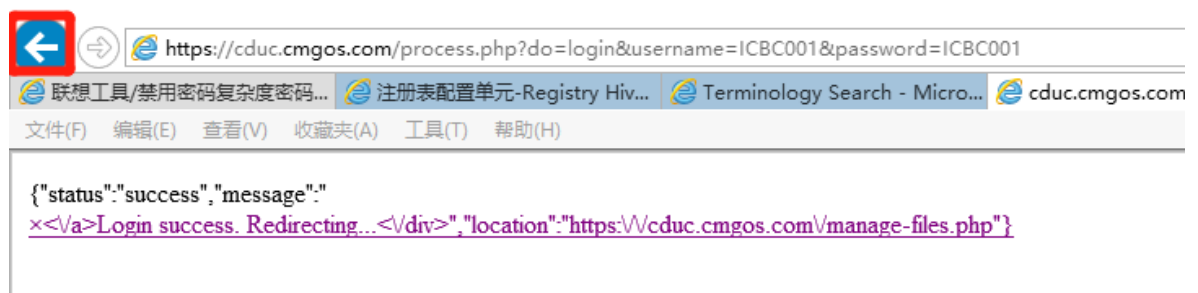 https://cduc.cmgos.com/process.php?do=login&username=ICBC001&password=ICBC001
联想工具/禁用密码复杂度密码... 注册表配置单元-Registry Hiv... Terminology Search - Micro... cduc.cmgos.com
文件(F) 编辑(E) 查看(V) 收藏夹(A) 工具(T) 帮助(H)
{"status":"success","message":"
×<\/a>Login success. Redirecting...<\/div>","location":"https:\/\/cduc.cmgos.com\/manage-files.php"}